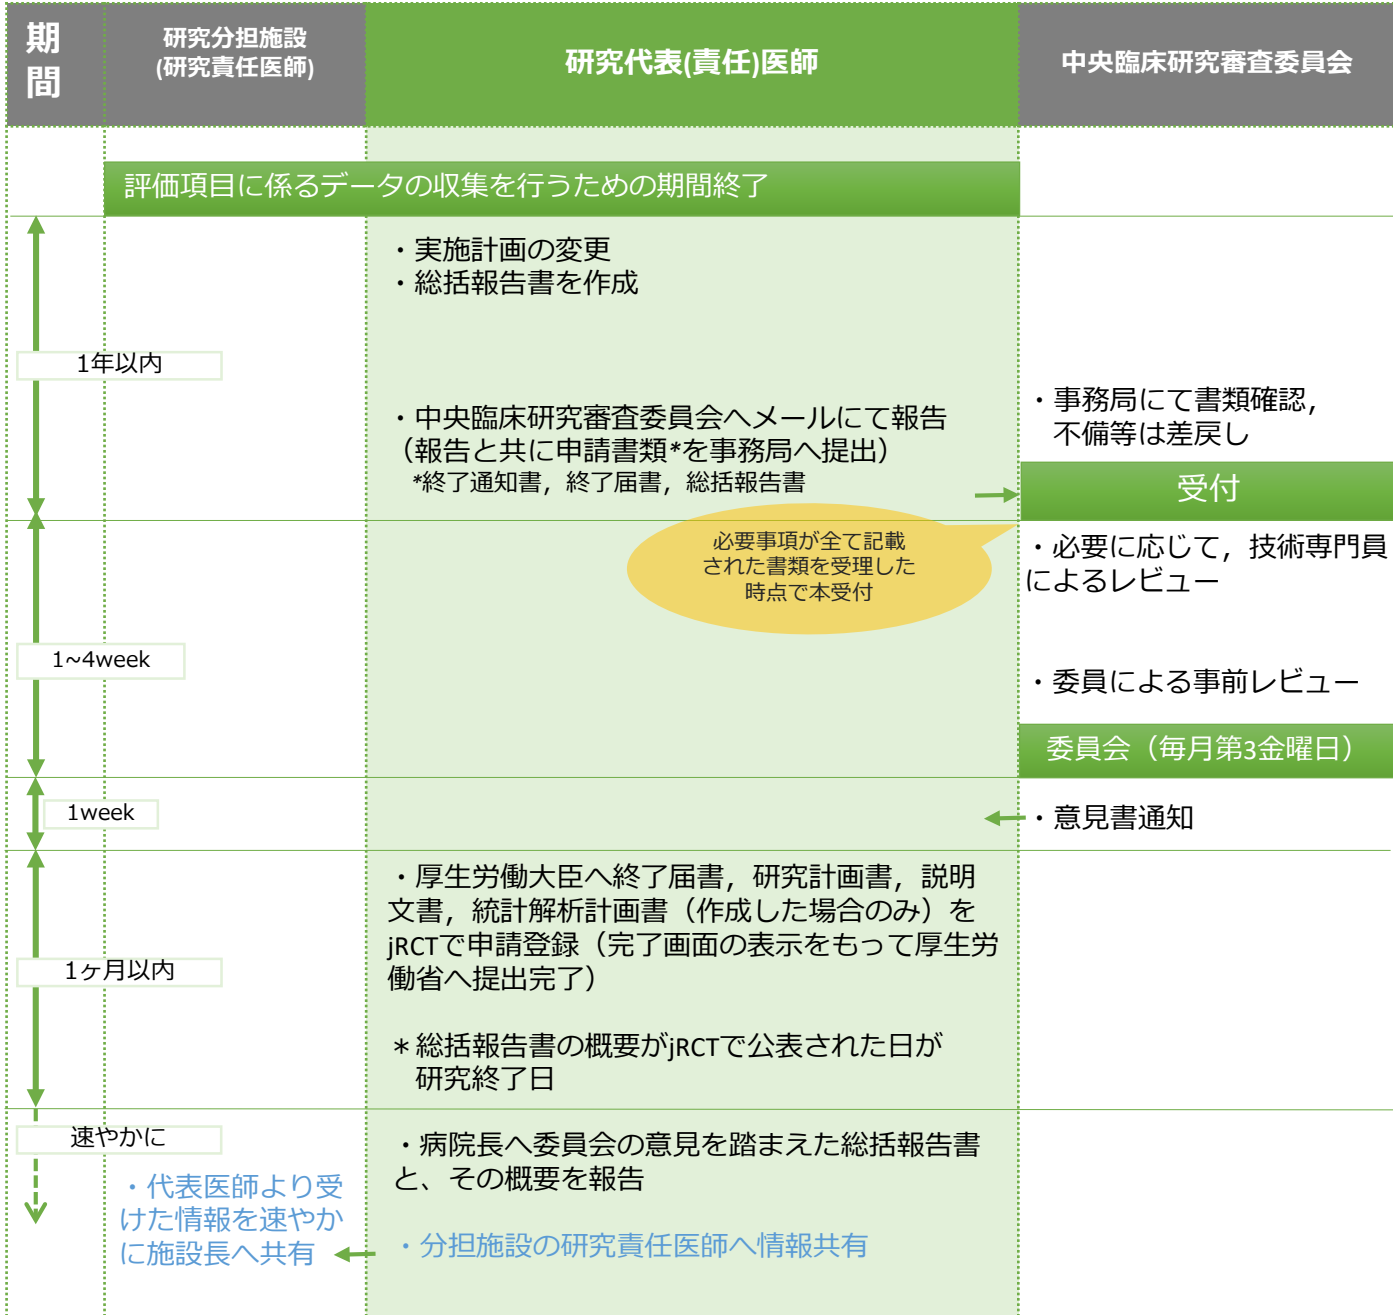 期
間
研究分担施設
(研究責任医師)
研究代表(責任)医師
中央臨床研究審査委員会
評価項目に係るデータの収集を行うための期間終了
・実施計画の変更
・総括報告書を作成
1年以内
・中央臨床研究審査委員会へメールにて報告
（報告と共に申請書類*を事務局へ提出）
*終了通知書，終了届書，総括報告書
・事務局にて書類確認，
不備等は差戻し
受付
必要事項が全て記載
された書類を受理した
時点で本受付
・必要に応じて，技術専門員
によるレビュー
1~4week
・委員による事前レビュー
委員会（毎月第3金曜日）
1week
・意見書通知
・厚生労働大臣へ終了届書，研究計画書，説明
文書，統計解析計画書（作成した場合のみ）を
jRCTで申請登録（完了画面の表示をもって厚生労
働省へ提出完了）
1ヶ月以内
＊総括報告書の概要がjRCTで公表された日が
研究終了日
速やかに
・病院長へ委員会の意見を踏まえた総括報告書
と、その概要を報告
・代表医師より受
けた情報を速やか
に施設長へ共有
・分担施設の研究責任医師へ情報共有